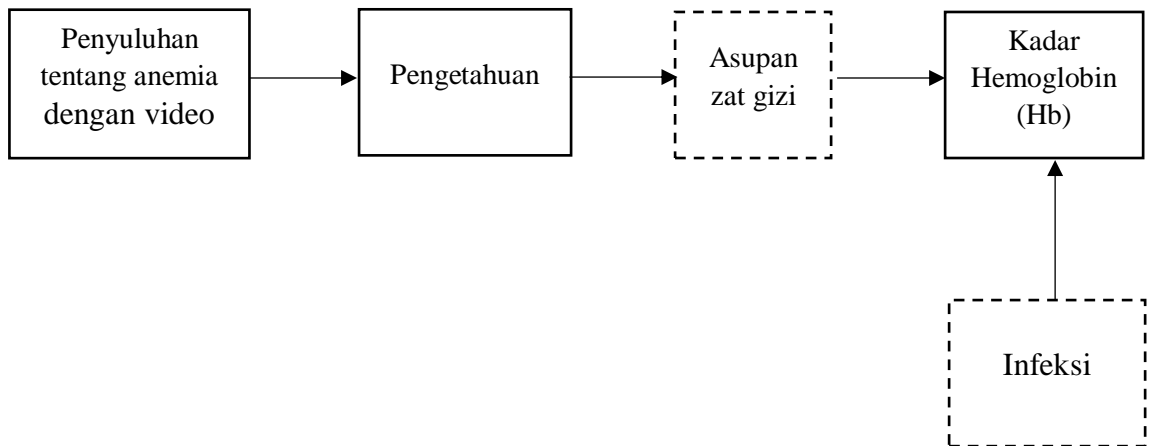 Penyuluhan
tentang anemia
dengan video
Pengetahuan
Asupan
zat gizi
Kadar
Hemoglobin
(Hb)
Infeksi